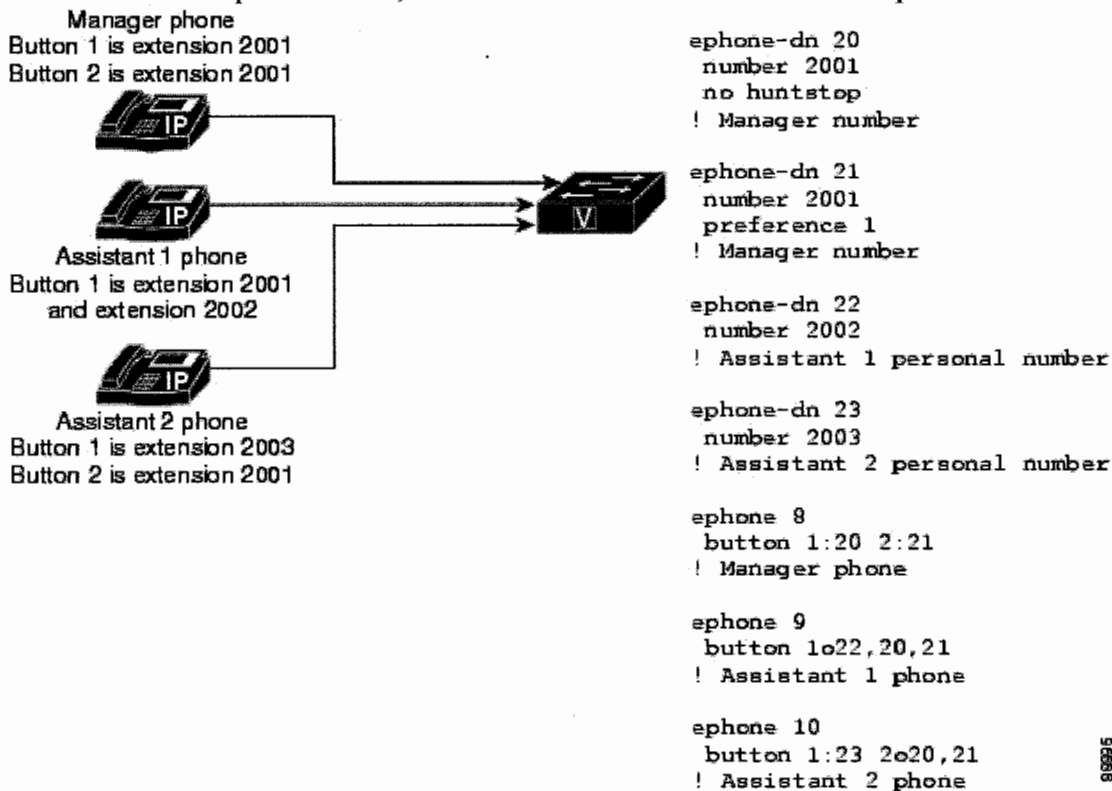 Manager phone
Button 1 is extension 2001
Button 2 is extension 2001
IP
IP
V
Assistant 1 phone
Button 1 is extension 2001
and extension 2002
IP
Assistant 2 phone
Button 1 is extension 2003
Button 2 is extension 2001
ephone-dn 20
number 2001
no huntstop
! Manager number
ephone-dn 21
number 2001
preference 1
! Manager number
ephone-dn 22
number 2002
! Assistant 1 personal number
ephone-dn 23
number 2003
! Assistant 2 personal number
ephone 8
button 1:20 2:21
! Manager phone
ephone 9
button 1o22,20,21
! Assistant 1 phone
ephone 10
button 1:23 2o20,21
! Assistant 2 phone